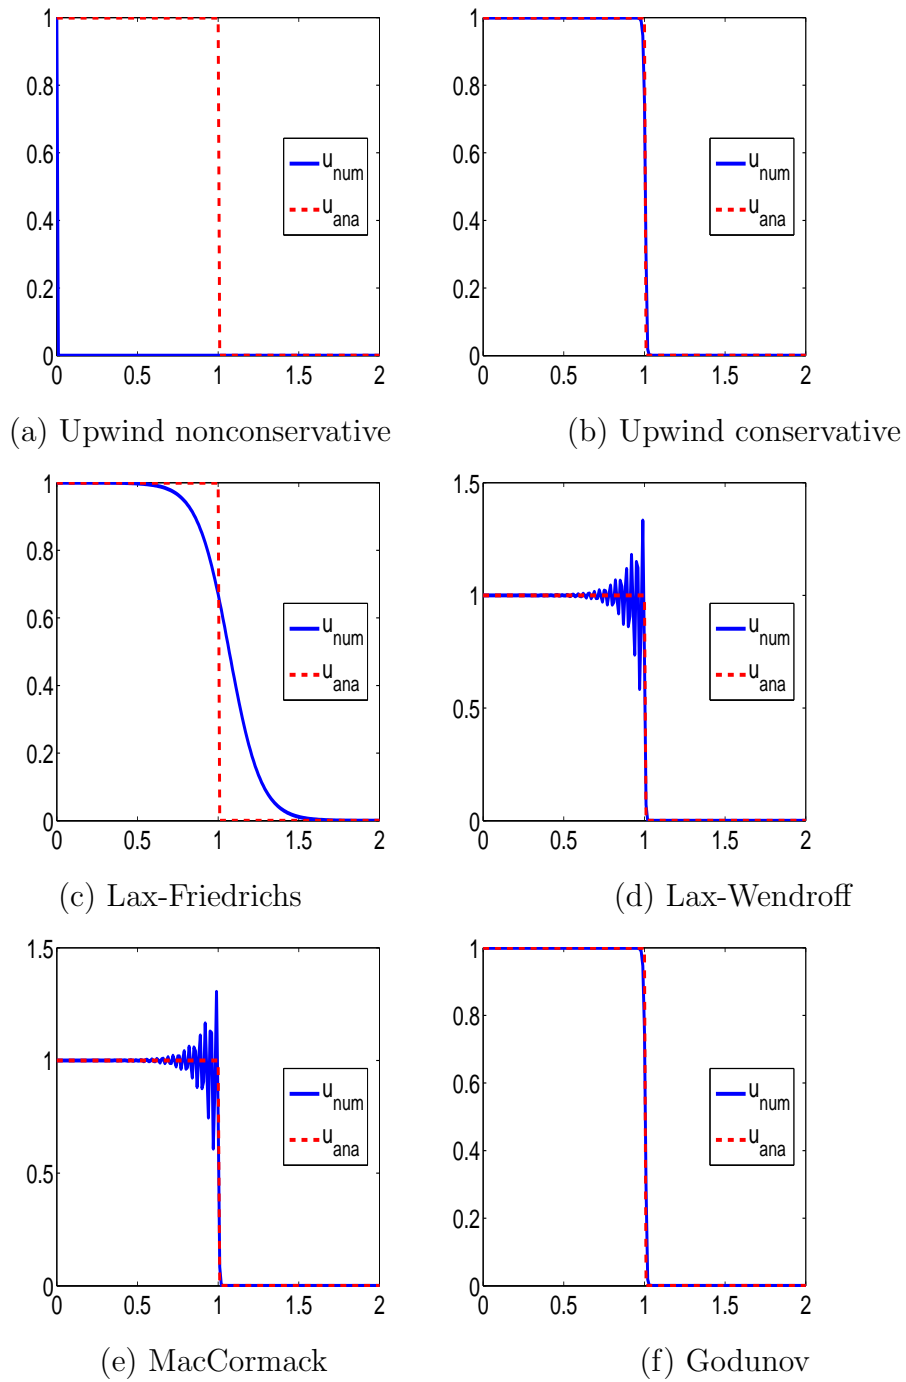 1
0.8
0.6
0.4
0.2
0
0 0.5 1 1.5 2
u_num
u_ana
(a) Upwind nonconservative
1
0.8
0.6
0.4
0.2
0
0 0.5 1 1.5 2
u_num
u_ana
(b) Upwind conservative
1
0.8
0.6
0.4
0.2
0
0 0.5 1 1.5 2
u_num
u_ana
(c) Lax-Friedrichs
1.5
1
0.5
0
0 0.5 1 1.5 2
u_num
u_ana
(d) Lax-Wendroff
1.5
1
0.5
0
0 0.5 1 1.5 2
u_num
u_ana
(e) MacCormack
1
0.8
0.6
0.4
0.2
0
0 0.5 1 1.5 2
u_num
u_ana
(f) Godunov